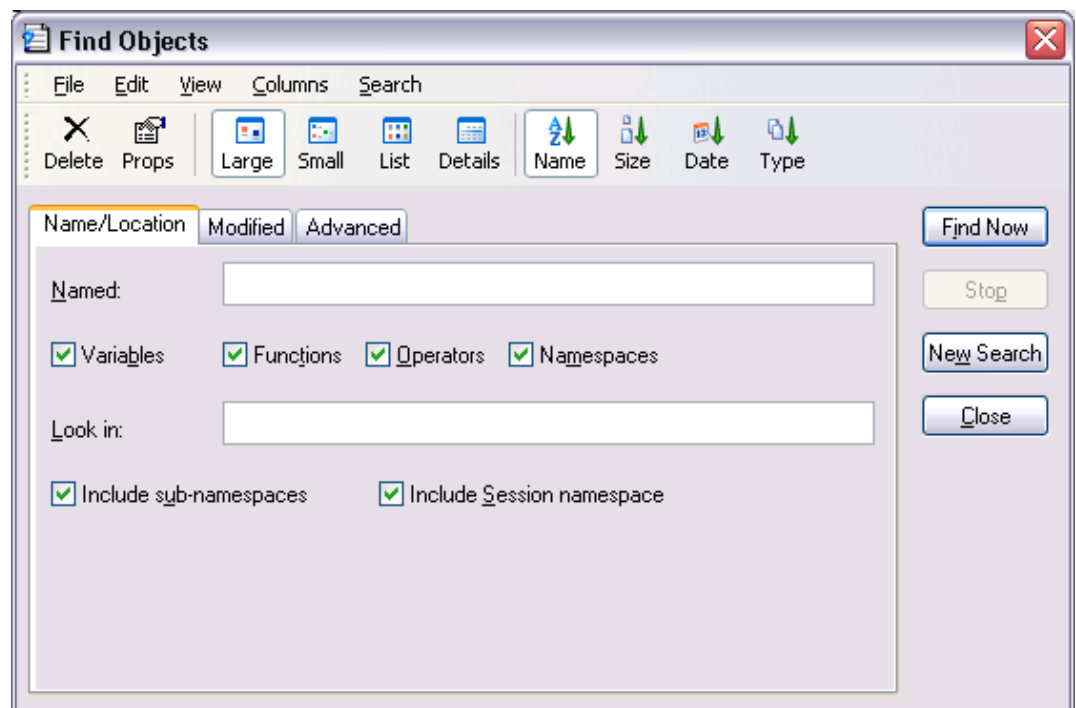 Find Objects
File Edit View Columns Search
Delete Props Large Small List Details Name Size Date Type
Name/Location Modified Advanced
Find Now
Named:
Stop
Variables Functions Operators Namespaces
New Search
Look in:
Close
Include sub-namespaces Include Session namespace